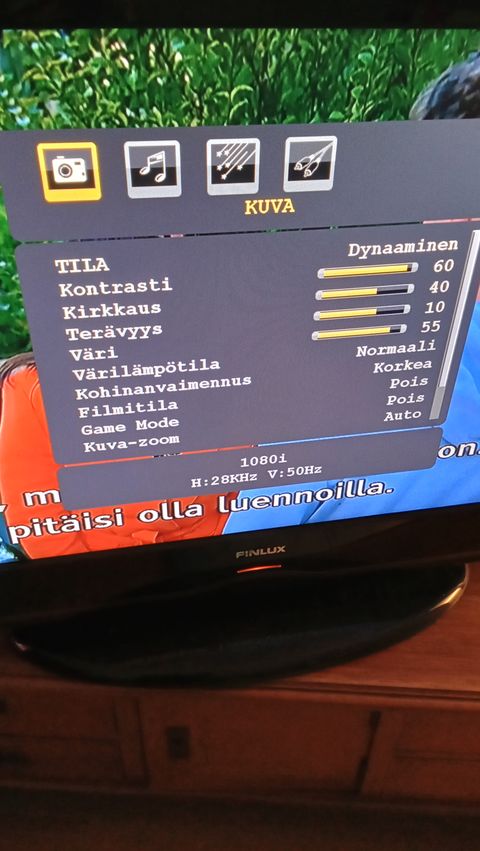 KUVA
TILA Dynaaminen
Kontrasti 60
Kirkkaus 40
Terävyys 10
Väri 55
Värilämpötila Normaali
Kohinanvaimennus Korkea
Filmitila Pois
Game Mode Pois
Kuva-zoom Auto
1080i
H:28KHz V:50Hz
pitäisi olla luennoilla.
FINLUX